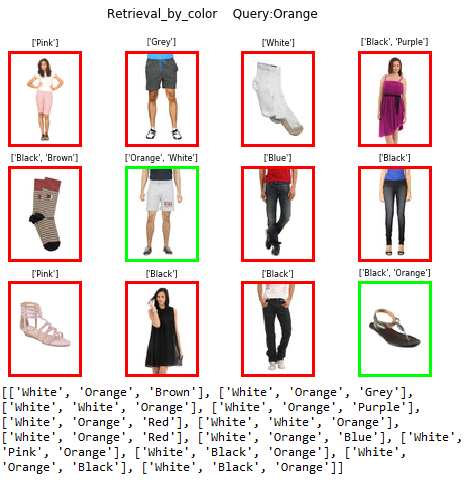 Retrieval_by_color Query:Orange
['Pink'] ['Grey'] ['White'] ['Black', 'Purple']
['Black', 'Brown'] ['Orange', 'White'] ['Blue'] ['Black']
['Pink'] ['Black'] ['Black'] ['Black', 'Orange']
[['White', 'Orange', 'Brown'], ['White', 'Orange', 'Grey'],
['White', 'White', 'Orange'], ['White', 'Orange', 'Purple'],
['White', 'Orange', 'Red'], ['White', 'White', 'Orange'],
['White', 'Orange', 'Red'], ['White', 'Orange', 'Blue'], ['White',
'Pink', 'Orange'], ['White', 'Black', 'Orange'], ['White',
'Orange', 'Black'], ['White', 'Black', 'Orange']]